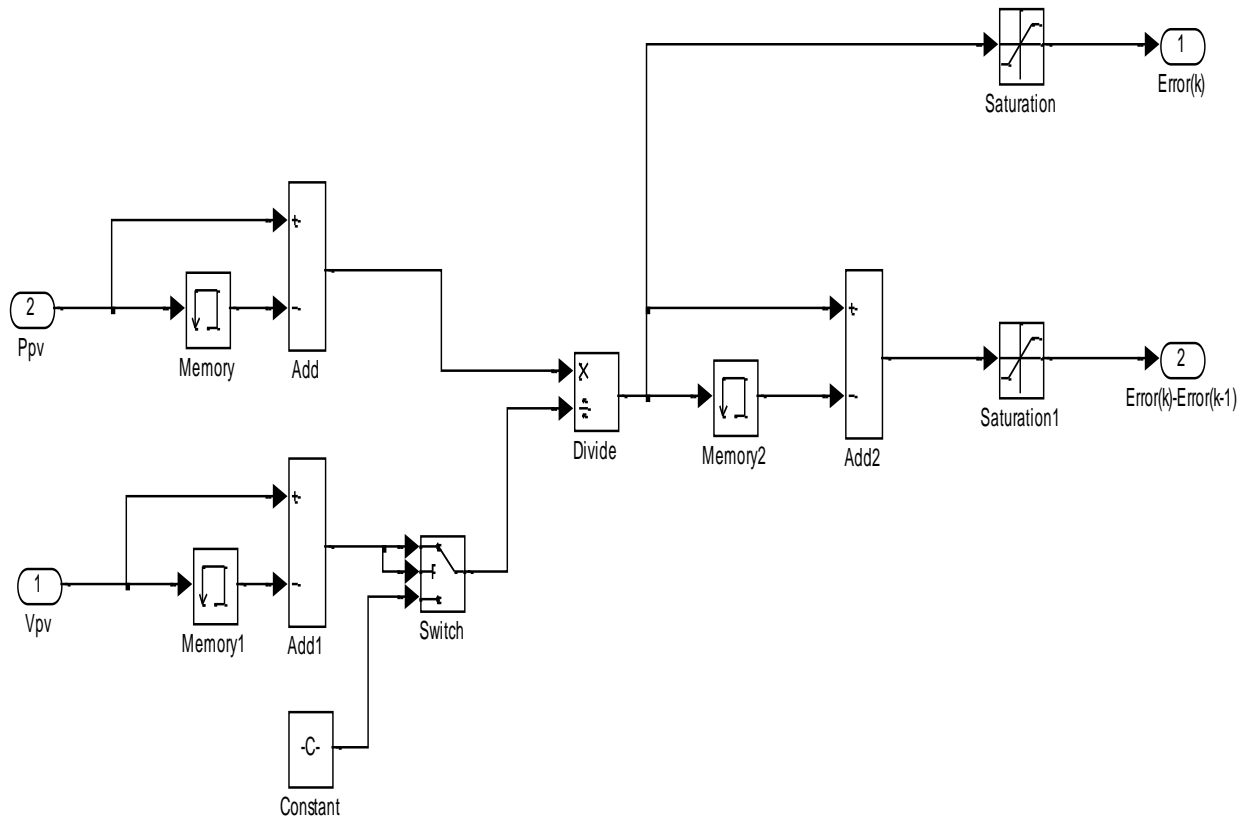 1
Error(k)
Saturation
+
-
2
Ppv
Memory
Add
×
÷
Divide
+
-
Memory2
Add2
Saturation1
2
Error(k)-Error(k-1)
+
-
1
Vpv
Memory1
Add1
Switch
-C-
Constant